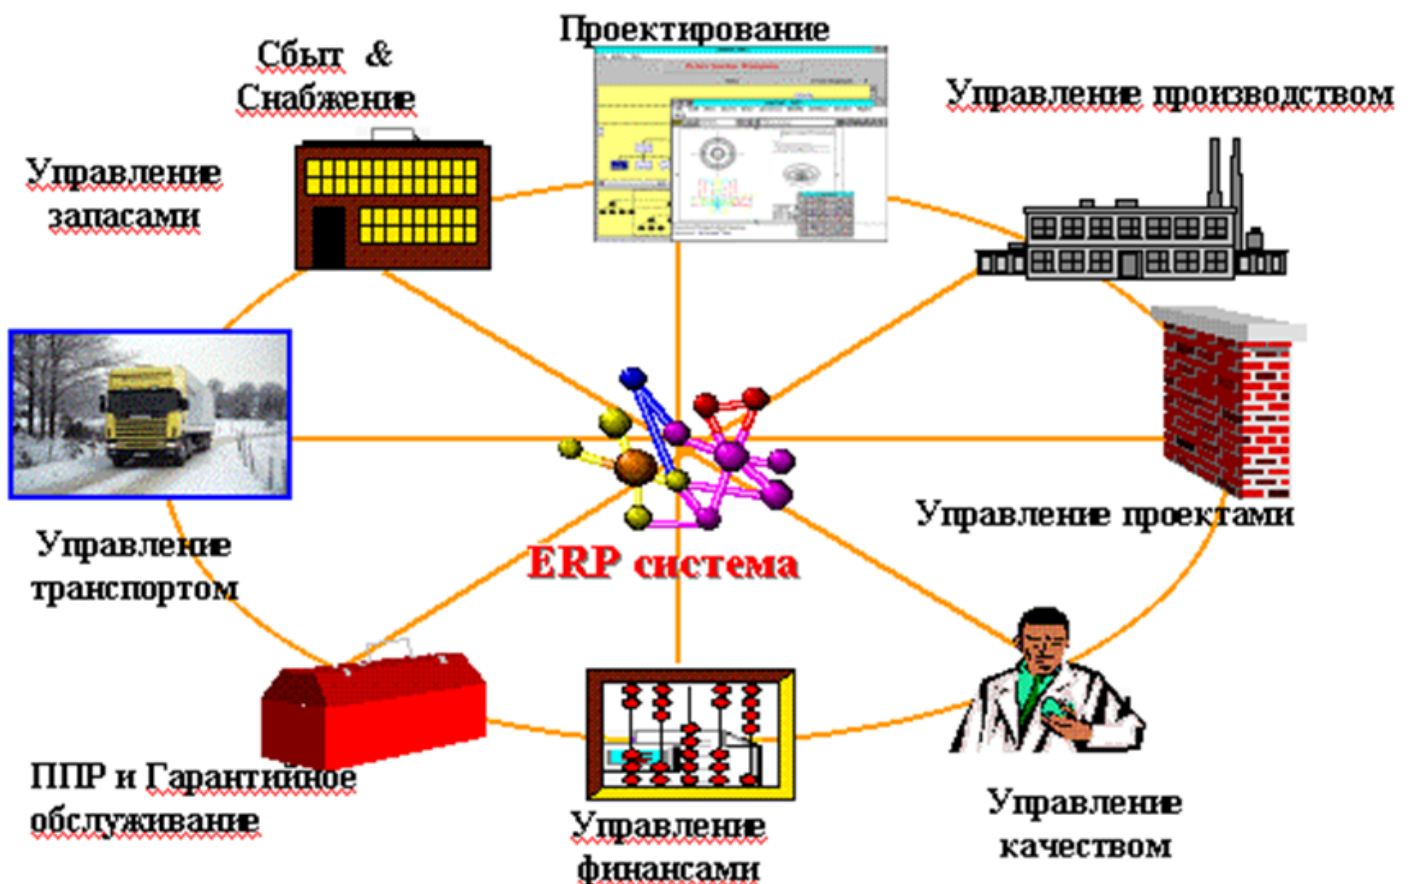 Проектирование
Сбыт &
Снабжение
Управление производством
Управление
запасами
Управление проектами
Управление
транспортом
ERP система
ППР и Гарантийное
обслуживание
Управление
финансами
Управление
качеством